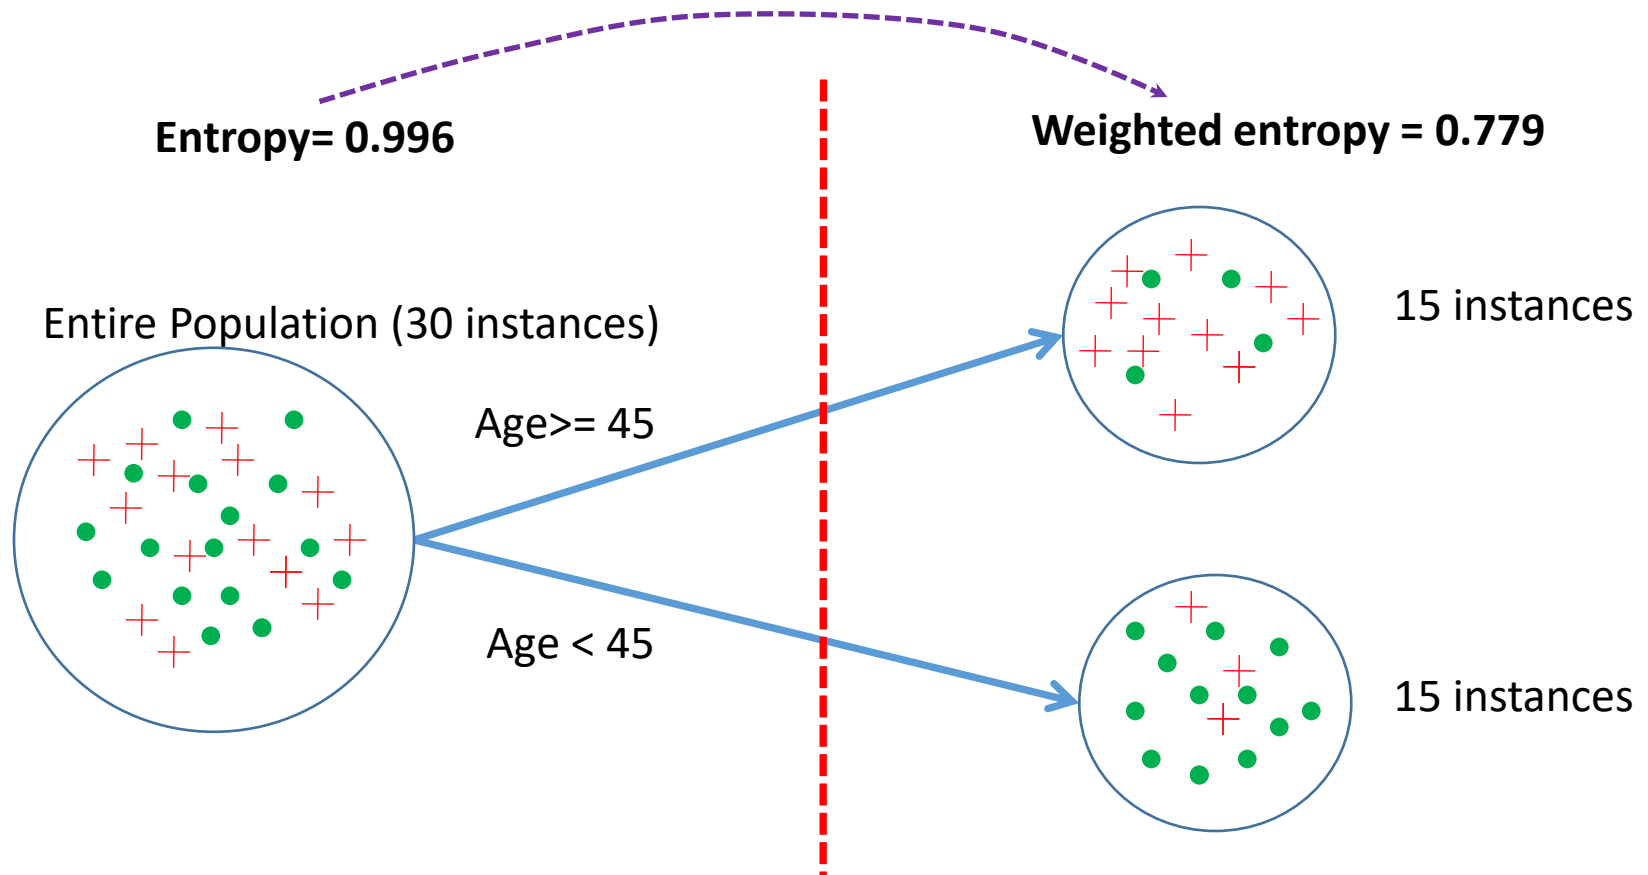 Entropy= 0.996
Weighted entropy = 0.779
Entire Population (30 instances)
15 instances
Age>= 45
Age < 45
15 instances